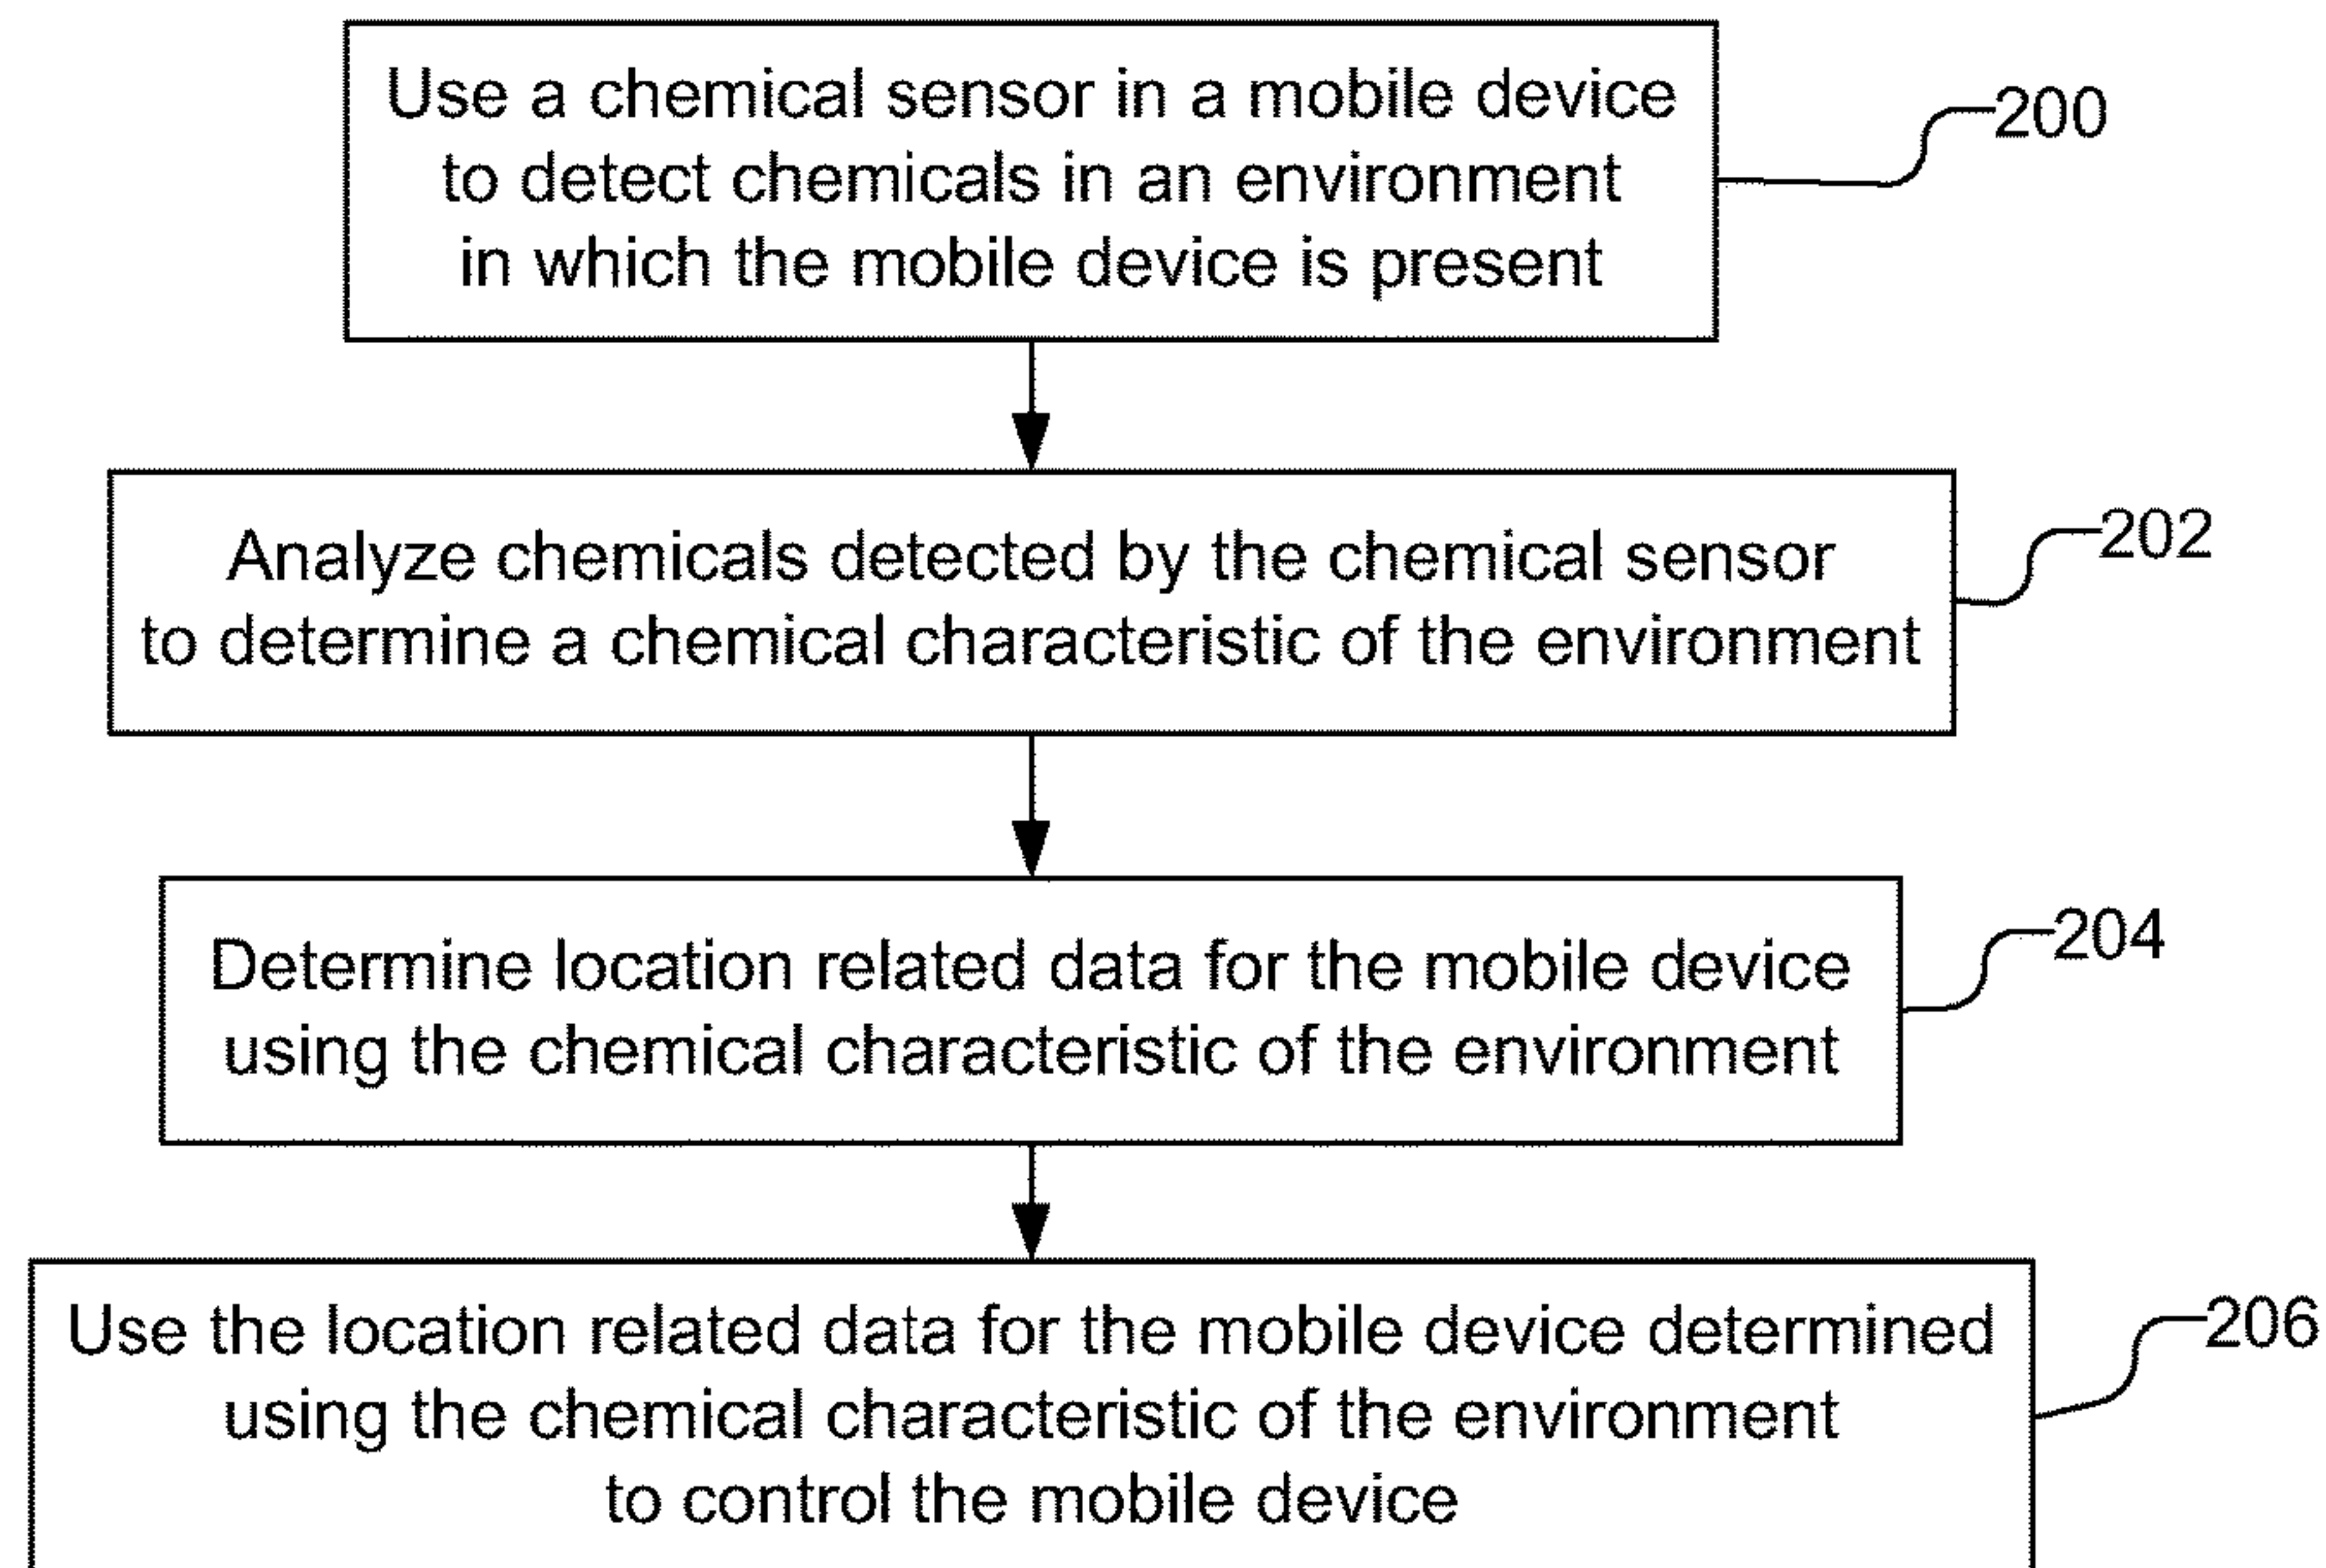 Use a chemical sensor in a mobile device
to detect chemicals in an environment
in which the mobile device is present
200
Analyze chemicals detected by the chemical sensor
to determine a chemical characteristic of the environment
202
Determine location related data for the mobile device
using the chemical characteristic of the environment
204
Use the location related data for the mobile device determined
using the chemical characteristic of the environment
to control the mobile device
206